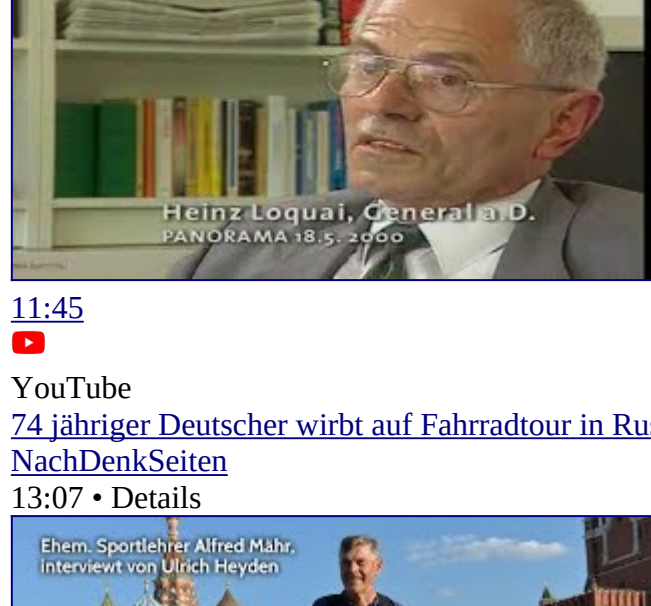 Heinz Loquai, General a.D.
PANORAMA 18.5. 2000
11:45
YouTube
74 jähriger Deutscher wirbt auf Fahrradtour in Ru
NachDenkSeiten
13:07 • Details
Ehem. Sportlehrer Alfred Mähr,
interviewt von Ulrich Heyden